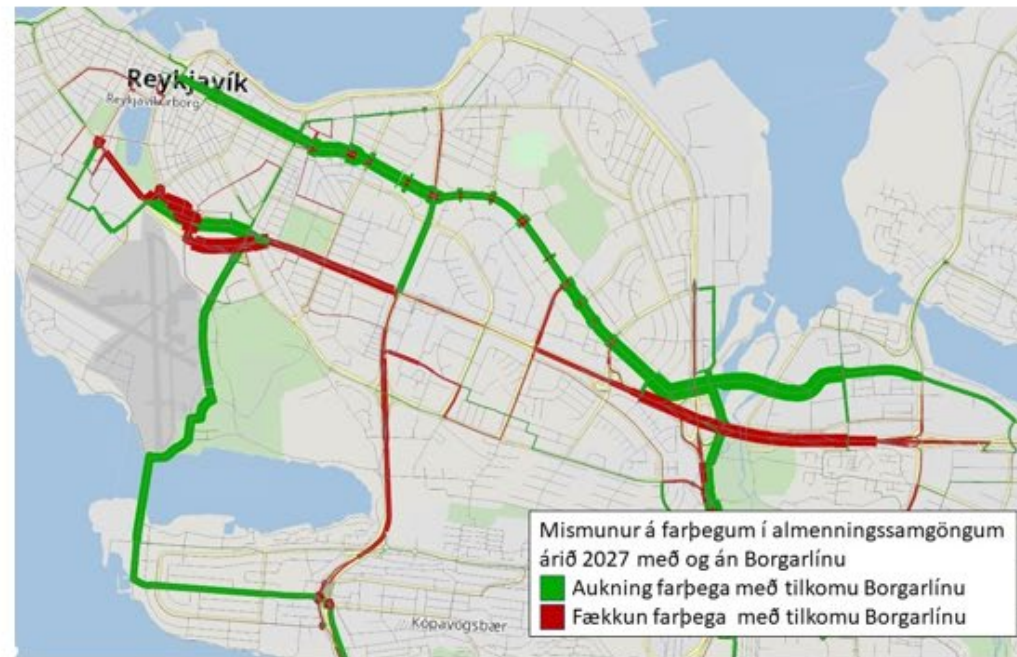 Reykjavík
Reykjavíkurborg
Kópavogsbær
Mismunur á farþegum í almenningssamgöngum
árið 2027 með og án Borgarlínu
Aukning farþega með tilkomu Borgarlínu
Fækkun farþega með tilkomu Borgarlínu